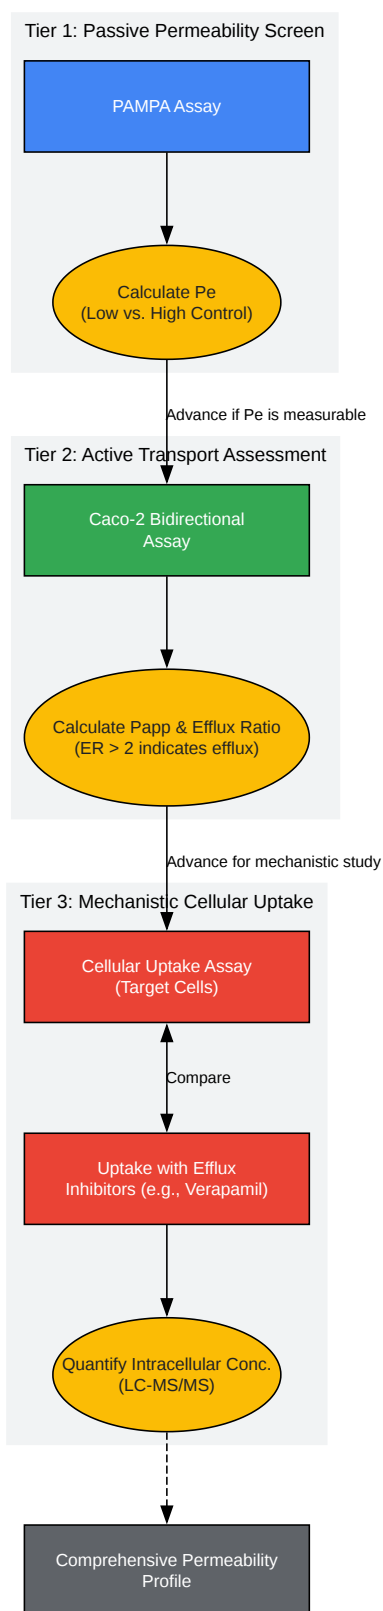 Tier 1: Passive Permeability Screen
PAMPA Assay
Calculate Pe
(Low vs. High Control)
Advance if Pe is measurable
Tier 2: Active Transport Assessment
Caco-2 Bidirectional
Assay
Calculate Papp & Efflux Ratio
(ER > 2 indicates efflux)
Advance for mechanistic study
Tier 3: Mechanistic Cellular Uptake
Cellular Uptake Assay
(Target Cells)
Compare
Uptake with Efflux
Inhibitors (e.g., Verapamil)
Quantify Intracellular Conc.
(LC-MS/MS)
Comprehensive Permeability
Profile